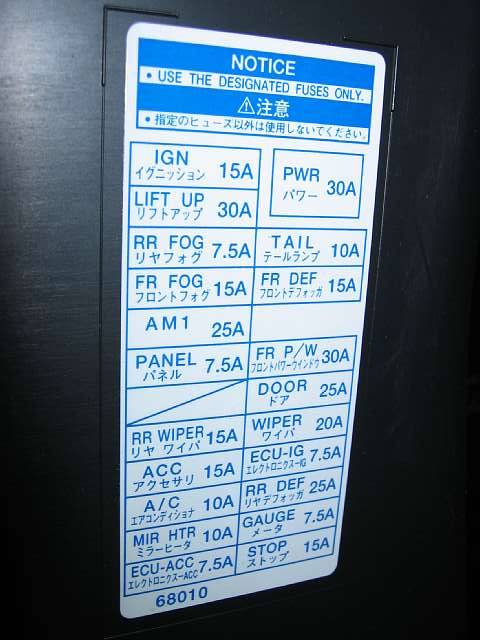 NOTICE
• USE THE DESIGNATED FUSES ONLY.
⚠注意
• 指定のヒューズ以外は使用しないでください。
IGN
イグニッション 15A
PWR
パワー 30A
LIFT UP
リフトアップ 30A
RR FOG
リヤフォグ 7.5A
TAIL
テールランプ 10A
FR FOG
フロントフォグ 15A
FR DEF
フロントデフォッガ 15A
AM1
25A
PANEL
パネル 7.5A
FR P/W
フロントパワーウインドウ 30A
DOOR
ドア 25A
RR WIPER
リヤ ワイパ 15A
WIPER
ワイパ 20A
ACC
アクセサリ 15A
ECU-IG
エレクトロニクスーIG 7.5A
A/C
エアコンディショナ 10A
RR DEF
リヤデフォッガ 25A
MIR HTR
ミラーヒータ 10A
GAUGE
メータ 7.5A
ECU-ACC
エレクトロニクスーACC 7.5A
STOP
ストップ 15A
68010